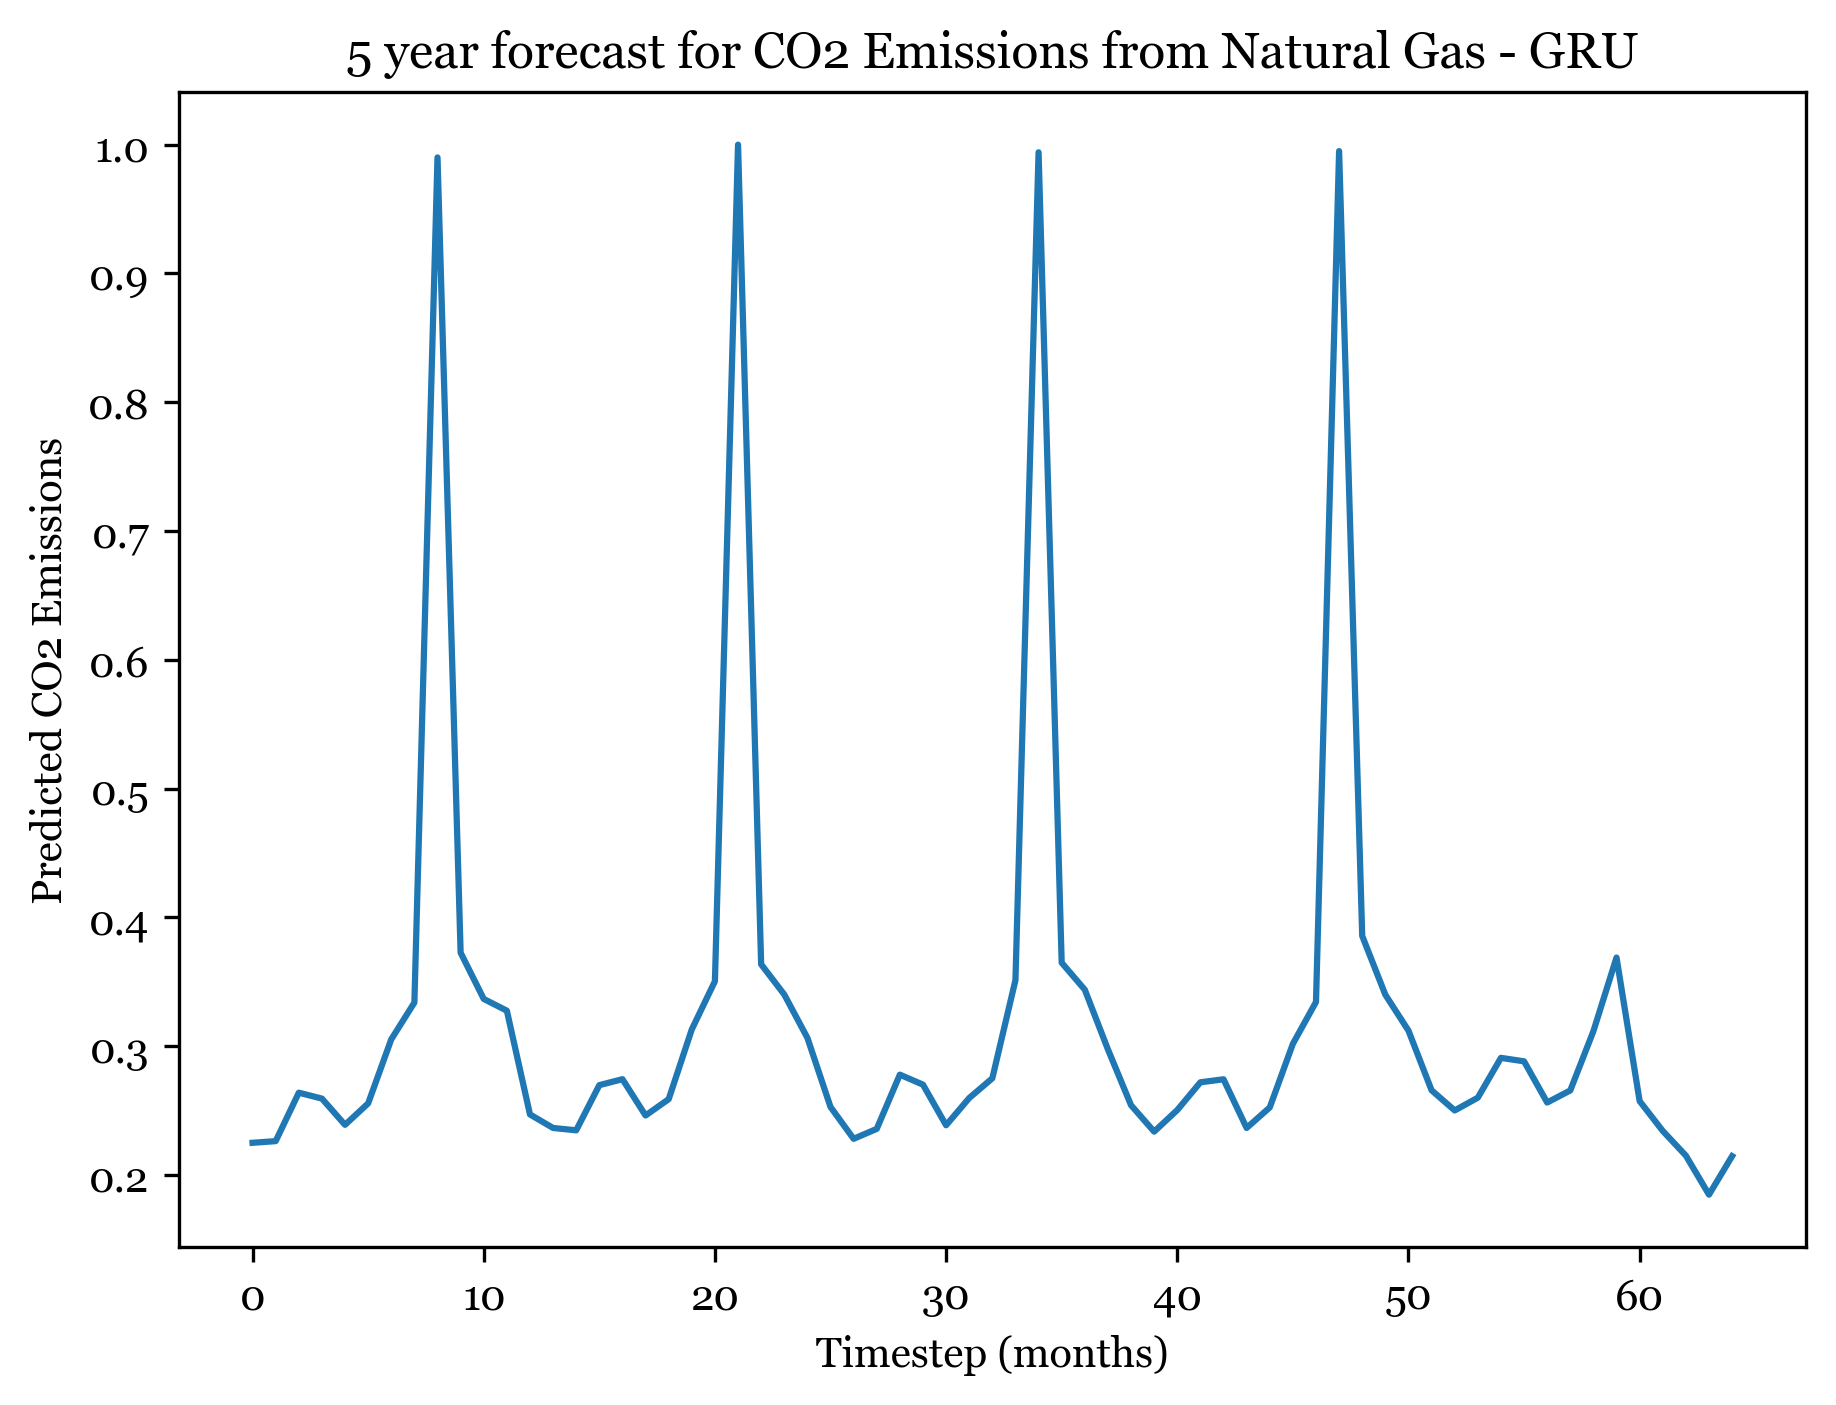 5 year forecast for CO2 Emissions from Natural Gas - GRU
Predicted CO2 Emissions
1.0
0.9
0.8
0.7
0.6
0.5
0.4
0.3
0.2
0 10 20 30 40 50 60
Timestep (months)